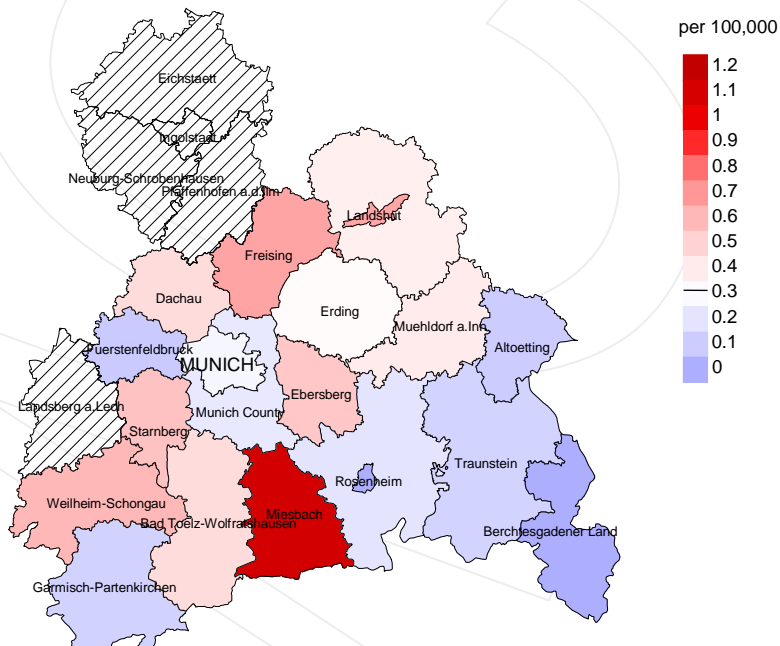 per 100,000
1.2
1.1
1
0.9
0.8
0.7
0.6
0.5
0.4
0.3
0.2
0.1
0
Eichstaett
Ingolstadt
Neuburg-Schrobenhausen
Pfaffenhofen a.d.Ilm
Landshut
Freising
Dachau
Erding
Muehldorf a.Inn
Altoetting
Fuerstenfeldbruck
MUNICH
Landsberg a.Lech
Munich County
Ebersberg
Starnberg
Traunstein
Rosenheim
Weilheim-Schongau
Miesbach
Bad Toelz-Wolfratshausen
Berchtesgadener Land
Garmisch-Partenkirchen